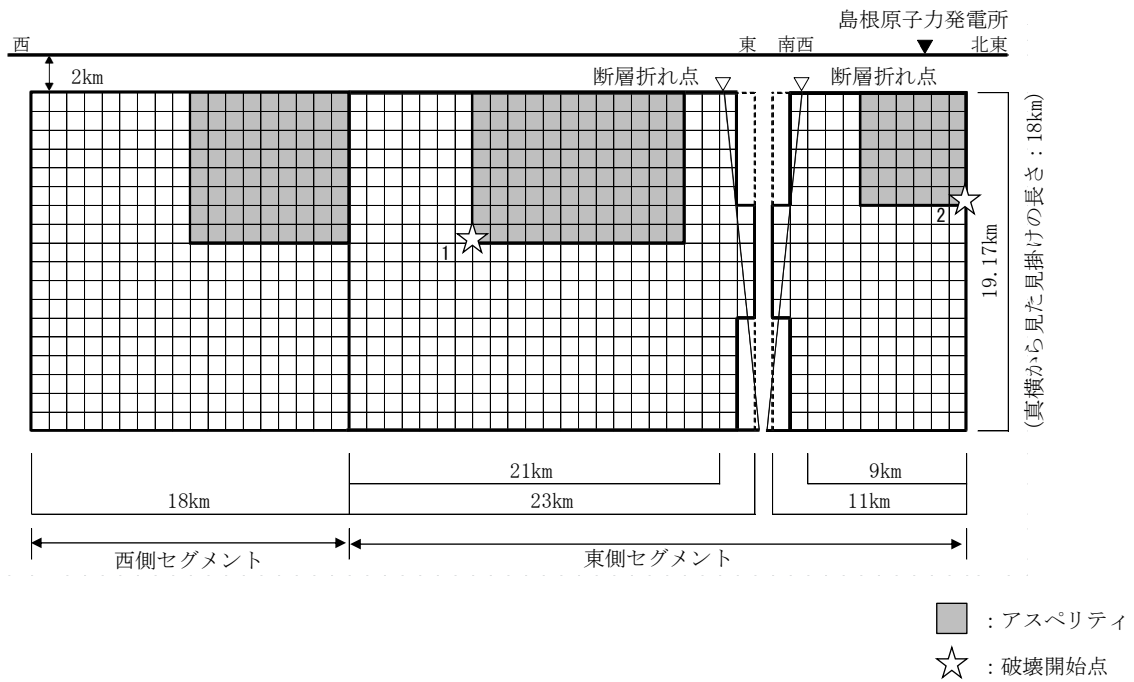 島根原子力発電所
西
東
南西
北東
2km
断層折れ点
断層折れ点
1
2
19.17km
(真横から見た見掛けの長さ：18km)
21km
9km
18km
23km
11km
西側セグメント
東側セグメント
：アスペリティ
：破壊開始点